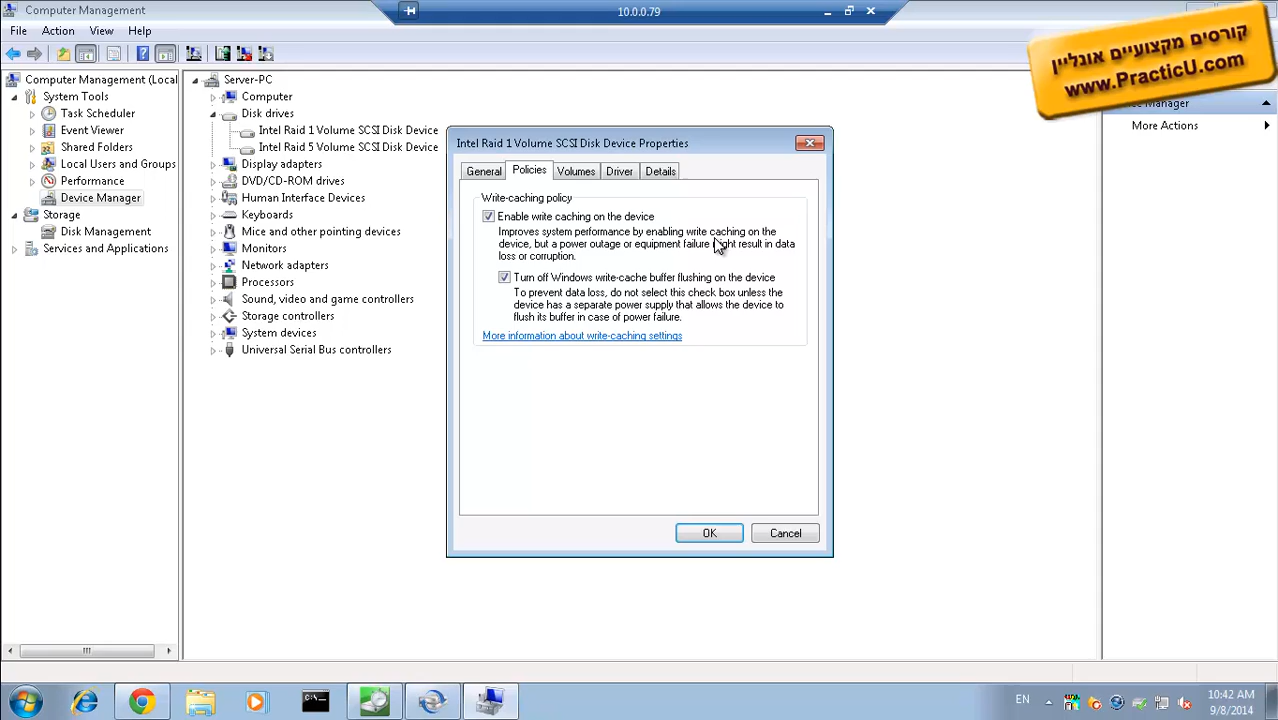 10.0.0.79
File Action View Help
קורסים מקצועיים אונליין
www.PracticU.com
Computer Management (Local
System Tools
Task Scheduler
Event Viewer
Shared Folders
Local Users and Groups
Performance
Device Manager
Storage
Disk Management
Services and Applications
Server-PC
Computer
Disk drives
Intel Raid 1 Volume SCSI Disk Device
Intel Raid 5 Volume SCSI Disk Device
Display adapters
DVD/CD-ROM drives
Human Interface Devices
Keyboards
Mice and other pointing devices
Monitors
Network adapters
Processors
Sound, video and game controllers
Storage controllers
System devices
Universal Serial Bus controllers
Intel Raid 1 Volume SCSI Disk Device Properties
General Policies Volumes Driver Details
Write-caching policy
Enable write caching on the device
Improves system performance by enabling write caching on the
device, but a power outage or equipment failure might result in data
loss or corruption.
Turn off Windows write-cache buffer flushing on the device
To prevent data loss, do not select this check box unless the
device has a separate power supply that allows the device to
flush its buffer in case of power failure.
More information about write-caching settings
OK Cancel
Manager
More Actions
EN
10:42 AM
9/8/2014